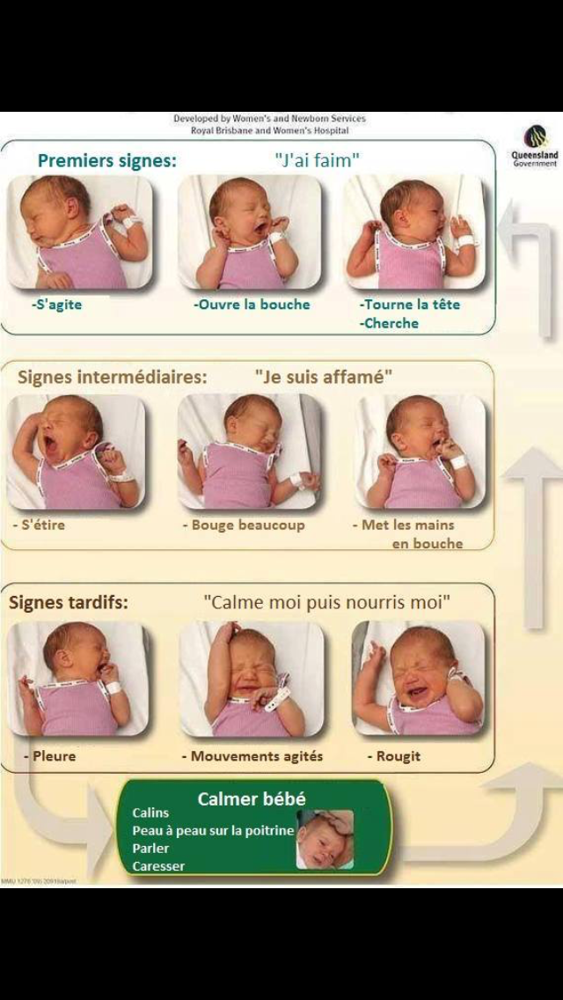 Developed by Women's and Newborn Services
Royal Brisbane and Women's Hospital
Queensland
Government
Premiers signes: "J'ai faim"
-S'agite
-Ouvre la bouche
-Tourne la tête
-Cherche
Signes intermédiaires: "Je suis affamé"
- S'étire
- Bouge beaucoup
- Met les mains
en bouche
Signes tardifs: "Calme moi puis nourris moi"
- Pleure
- Mouvements agités
- Rougit
Calmer bébé
Calins
Peau à peau sur la poitrine
Parler
Caresser